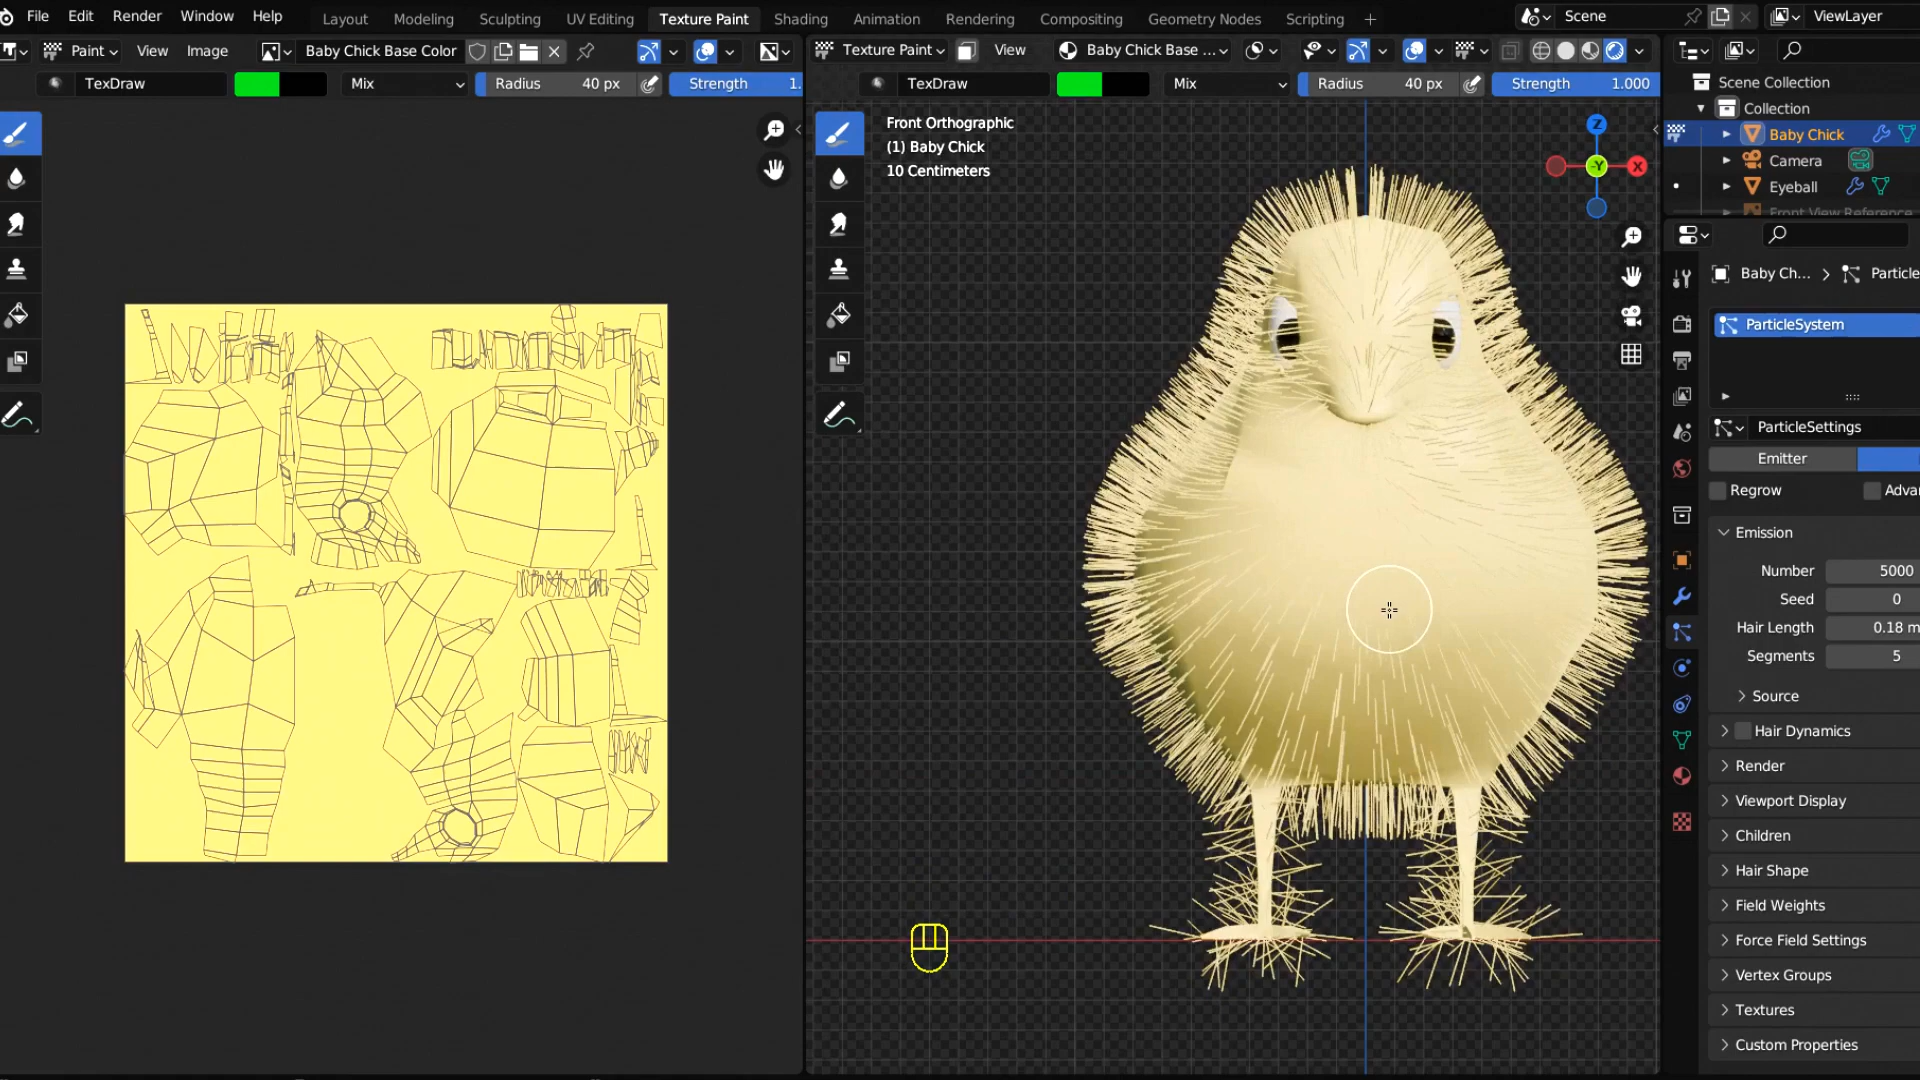 File Edit Render Window Help Layout Modeling Sculpting UV Editing Texture Paint Shading Animation Rendering Compositing Geometry Nodes Scripting + Scene ViewLayer
Paint View Image Baby Chick Base Color Texture Paint View Baby Chick Base ...
TexDraw Mix Radius 40 px Strength 1. TexDraw Mix Radius 40 px Strength 1.000
Scene Collection
Collection
Baby Chick
Camera
Eyeball
Front View Reference
Front Orthographic
(1) Baby Chick
10 Centimeters
Z
-Y
X
Baby Ch... Particle
ParticleSystem
ParticleSettings
Emitter
Regrow Adva
Emission
Number 5000
Seed 0
Hair Length 0.18 m
Segments 5
Source
Hair Dynamics
Render
Viewport Display
Children
Hair Shape
Field Weights
Force Field Settings
Vertex Groups
Textures
Custom Properties